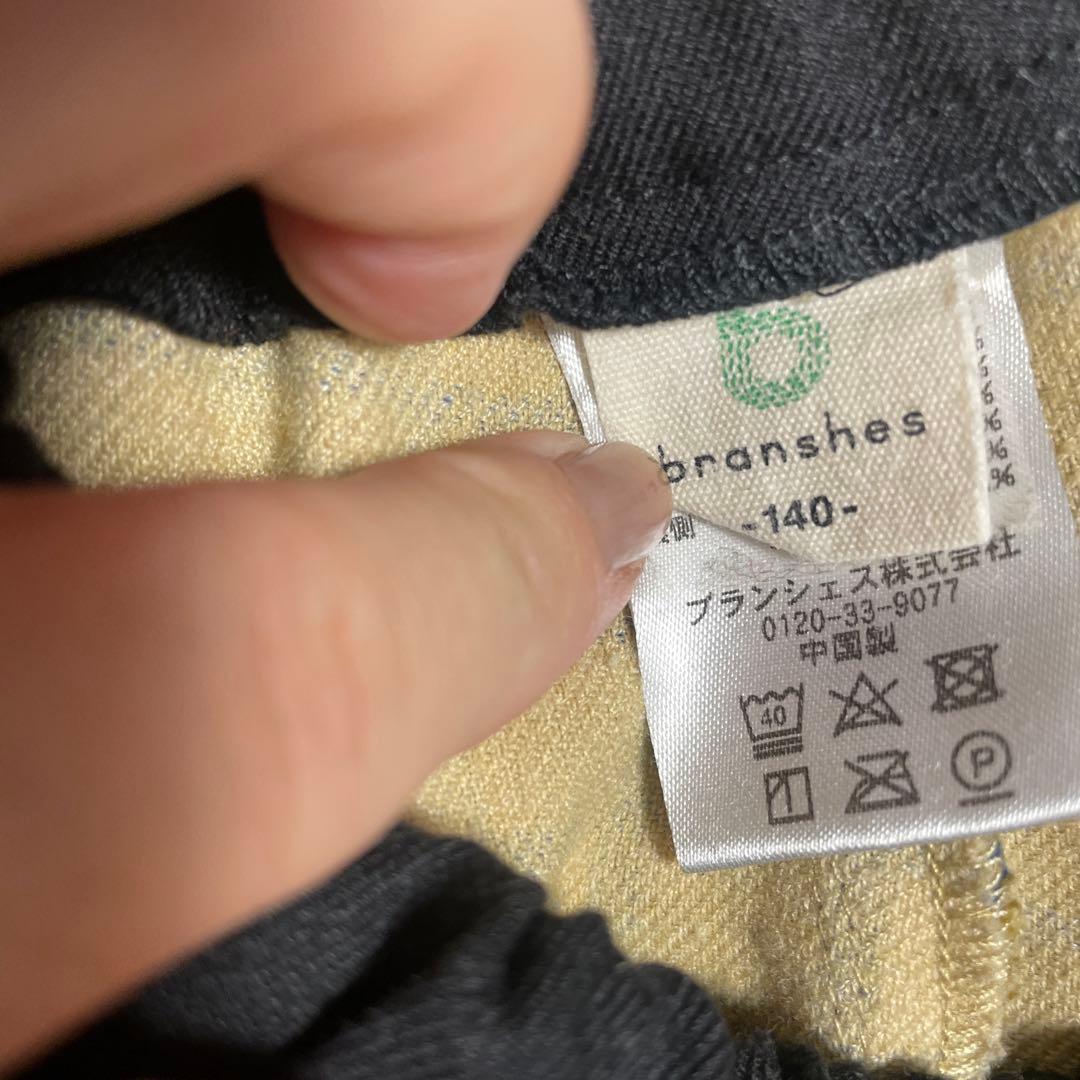 branshes
-140-
側
ブランシェス株式会社
0120-33-9077
中国製
40
P